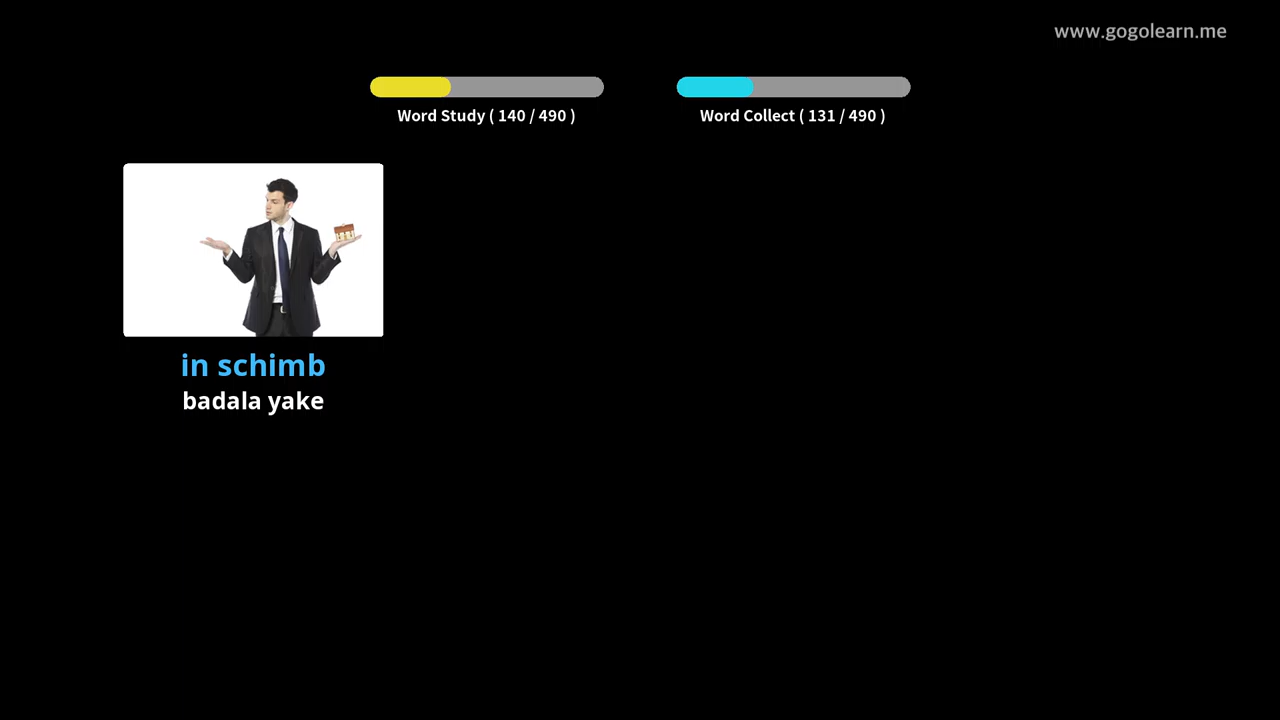 www.gogolearn.me
Word Study ( 140 / 490 )
Word Collect ( 131 / 490 )
in schimb
badala yake